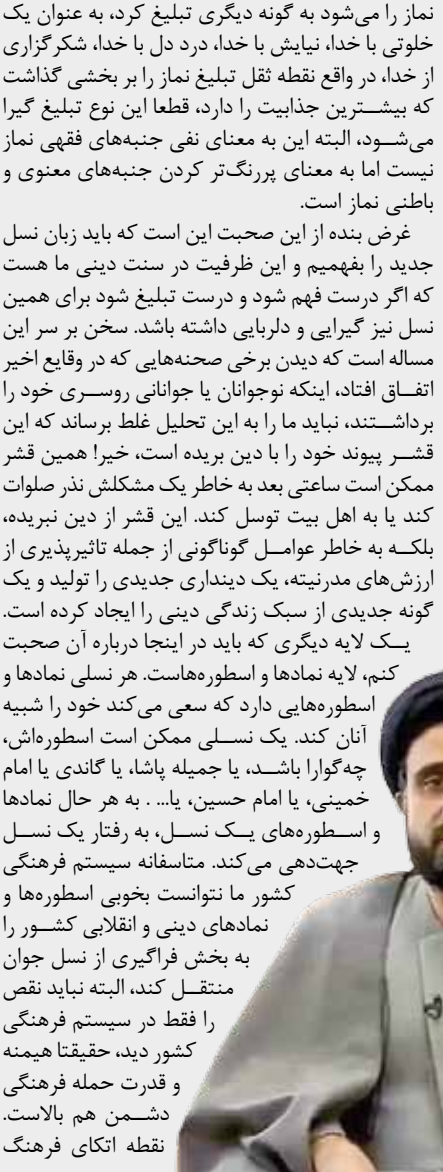 نماز را می‌شود به گونه دیگری تبلیغ کرد، به عنوان یک
خلوتی با خدا، نیایش با خدا، درد دل با خدا، شکرگزاری
از خدا، در واقع نقطه ثقل تبلیغ نماز را بر بخشی گذاشت
که بیشترین جذابیت را دارد، قطعا این نوع تبلیغ گیرا
می‌شود، البته این به معنای نفی جنبه‌های فقهی نماز
نیست اما به معنای پررنگ‌تر کردن جنبه‌های معنوی و
باطنی نماز است.
غرض بنده از این صحبت این است که باید زبان نسل
جدید را بفهمیم و این ظرفیت در سنت دینی ما هست
که اگر درست فهم شود و درست تبلیغ شود برای همین
نسل نیز گیرایی و دلربایی داشته باشد. سخن بر سر این
مساله است که دیدن برخی صحنه‌هایی که در وقایع اخیر
اتفاق افتاد، اینکه نوجوانان یا جوانانی روسری خود را
برداشتند، نباید ما را به این تحلیل غلط برساند که این
قشر پیوند خود را با دین بریده است، خیر! همین قشر
ممکن است ساعتی بعد به خاطر یک مشکلش نذر صلوات
کند یا به اهل بیت توسل کند. این قشر از دین نبریده،
بلکه به خاطر عوامل گوناگونی از جمله تاثیرپذیری از
ارزش‌های مدرنیته، یک دینداری جدیدی را تولید و یک
گونه جدیدی از سبک زندگی دینی را ایجاد کرده است.
یک لایه دیگری که باید در اینجا درباره آن صحبت
کنم، لایه نمادها و اسطوره‌هاست. هر نسلی نمادها و
اسطوره‌هایی دارد که سعی می‌کند خود را شبیه
آنان کند. یک نسلی ممکن است اسطوره‌اش،
چه‌گوارا باشد، یا جمیله پاشا، یا گاندی یا امام
خمینی، یا امام حسین، یا... . به هر حال نمادها
و اسطوره‌های یک نسل، به رفتار یک نسل
جهت‌دهی می‌کند. متاسفانه سیستم فرهنگی
کشور ما نتوانست بخوبی اسطوره‌ها و
نمادهای دینی و انقلابی کشور را
به بخش فراگیری از نسل جوان
منتقل کند، البته نباید نقص
را فقط در سیستم فرهنگی
کشور دید، حقیقتا هیمنه
و قدرت حمله فرهنگی
دشمن هم بالاست.
نقطه اتکای فرهنگ